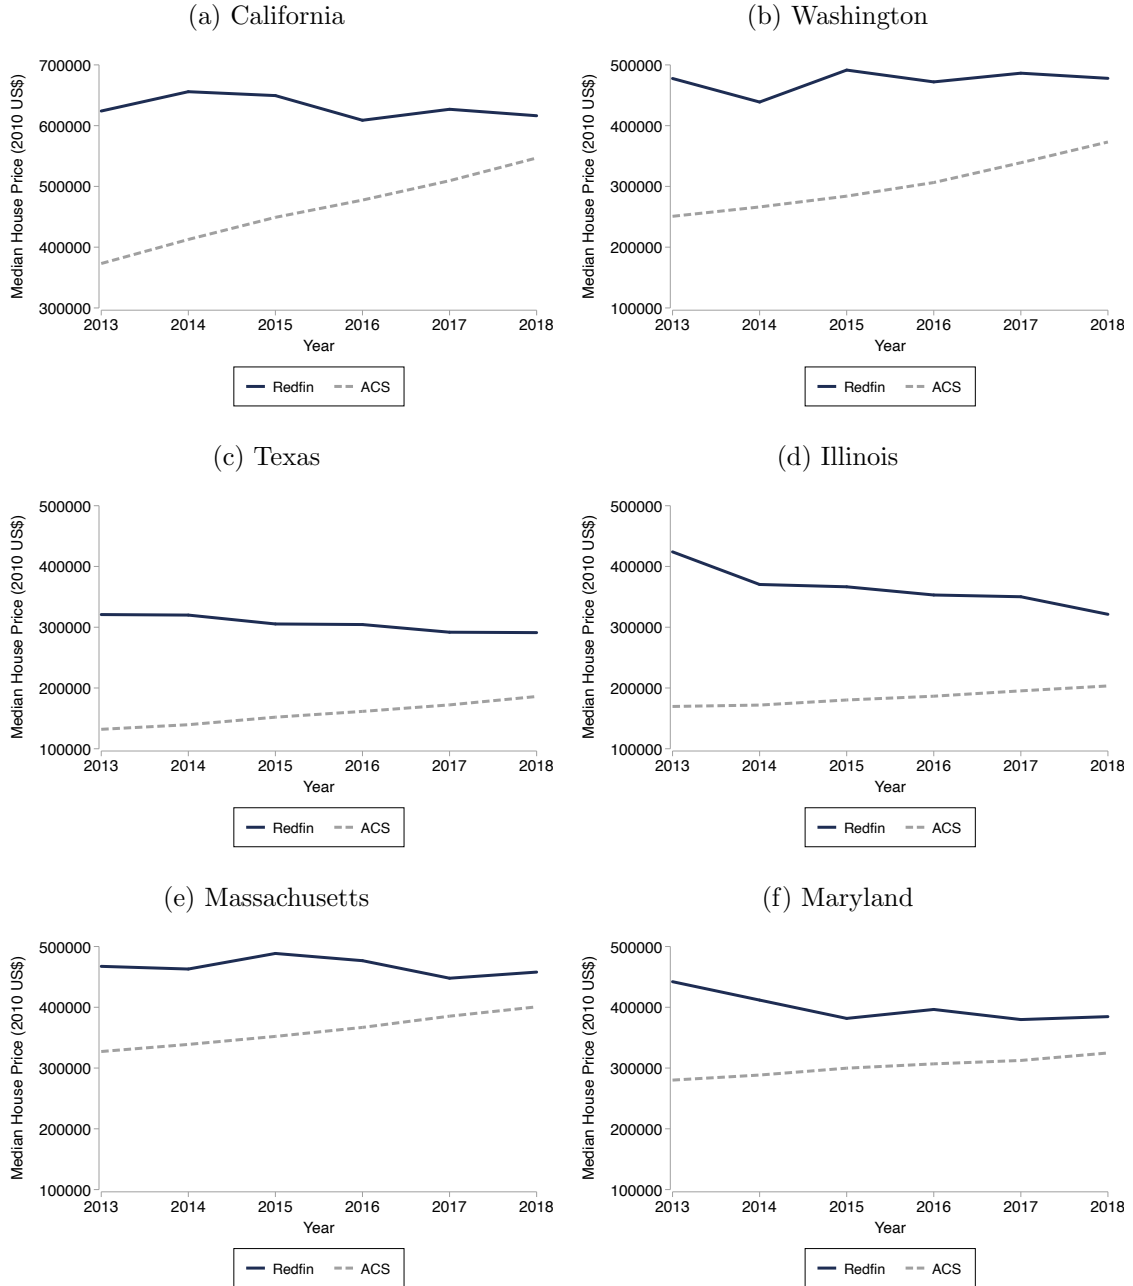 (a) California
Median House Price (2010 US$)
700000
600000
500000
400000
300000
2013 2014 2015 2016 2017 2018
Year
Redfin ACS
(b) Washington
Median House Price (2010 US$)
500000
400000
300000
200000
100000
2013 2014 2015 2016 2017 2018
Year
Redfin ACS
(c) Texas
Median House Price (2010 US$)
500000
400000
300000
200000
100000
2013 2014 2015 2016 2017 2018
Year
Redfin ACS
(d) Illinois
Median House Price (2010 US$)
500000
400000
300000
200000
100000
2013 2014 2015 2016 2017 2018
Year
Redfin ACS
(e) Massachusetts
Median House Price (2010 US$)
500000
400000
300000
200000
100000
2013 2014 2015 2016 2017 2018
Year
Redfin ACS
(f) Maryland
Median House Price (2010 US$)
500000
400000
300000
200000
100000
2013 2014 2015 2016 2017 2018
Year
Redfin ACS